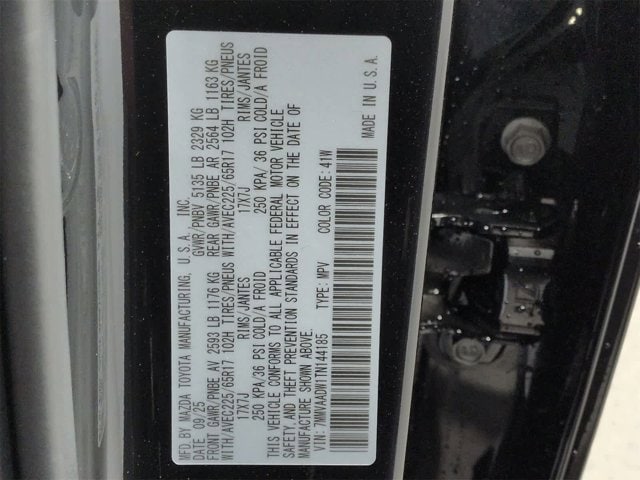 MFD.BY MAZDA TOYOTA MANUFACTURING, U.S.A., INC.
DATE: 09/25 GVWR/PNBV 5135 LB 2329 KG
FRONT GAWR/PNBE AV 2593 LB 1176 KG REAR GAWR/PNBE AR 2564 LB 1163 KG
WITH/AVEC225/65R17 102H TIRES/PNEUS WITH/AVEC225/65R17 102H TIRES/PNEUS
17X7J RIMS/JANTES 17X7J RIMS/JANTES
250 KPA/36 PSI COLD/A FROID 250 KPA/36 PSI COLD/A FROID
THIS VEHICLE CONFORMS TO ALL APPLICABLE FEDERAL MOTOR VEHICLE
SAFETY, AND THEFT PREVENTION STANDARDS IN EFFECT ON THE DATE OF
MANUFACTURE SHOWN ABOVE.
VIN: 7MMVAADW1TN144185 TYPE: MPV COLOR CODE: 41W
MADE IN U.S.A.